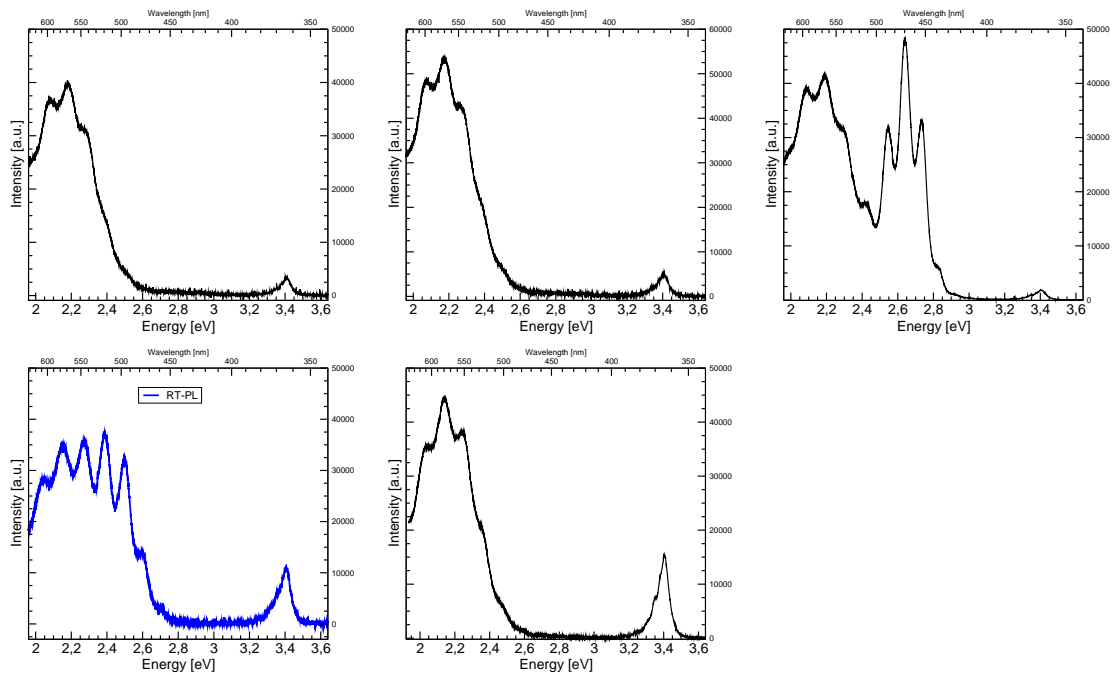 Wavelength [nm]
600 550 500 450 400 350
Intensity [a.u.]
50000
40000
30000
20000
10000
0
2 2,2 2,4 2,6 2,8 3 3,2 3,4 3,6
Energy [eV]
Wavelength [nm]
600 550 500 450 400 350
Intensity [a.u.]
60000
50000
40000
30000
20000
10000
0
2 2,2 2,4 2,6 2,8 3 3,2 3,4 3,6
Energy [eV]
Wavelength [nm]
600 550 500 450 400 350
Intensity [a.u.]
50000
40000
30000
20000
10000
0
2 2,2 2,4 2,6 2,8 3 3,2 3,4 3,6
Energy [eV]
Wavelength [nm]
600 550 500 450 400 350
RT-PL
Intensity [a.u.]
50000
40000
30000
20000
10000
0
2 2,2 2,4 2,6 2,8 3 3,2 3,4 3,6
Energy [eV]
Wavelength [nm]
600 550 500 450 400 350
Intensity [a.u.]
50000
40000
30000
20000
10000
0
2 2,2 2,4 2,6 2,8 3 3,2 3,4 3,6
Energy [eV]